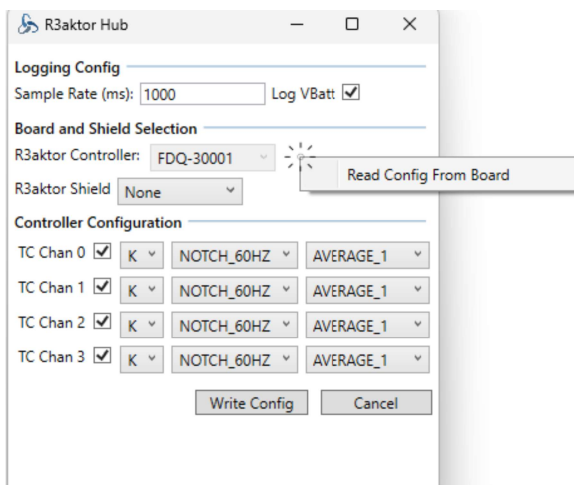 R3aktor Hub
Logging Config
Sample Rate (ms): 1000 Log VBatt
Board and Shield Selection
R3aktor Controller: FDQ-30001
Read Config From Board
R3aktor Shield None
Controller Configuration
TC Chan 0 K NOTCH_60HZ AVERAGE_1
TC Chan 1 K NOTCH_60HZ AVERAGE_1
TC Chan 2 K NOTCH_60HZ AVERAGE_1
TC Chan 3 K NOTCH_60HZ AVERAGE_1
Write Config Cancel